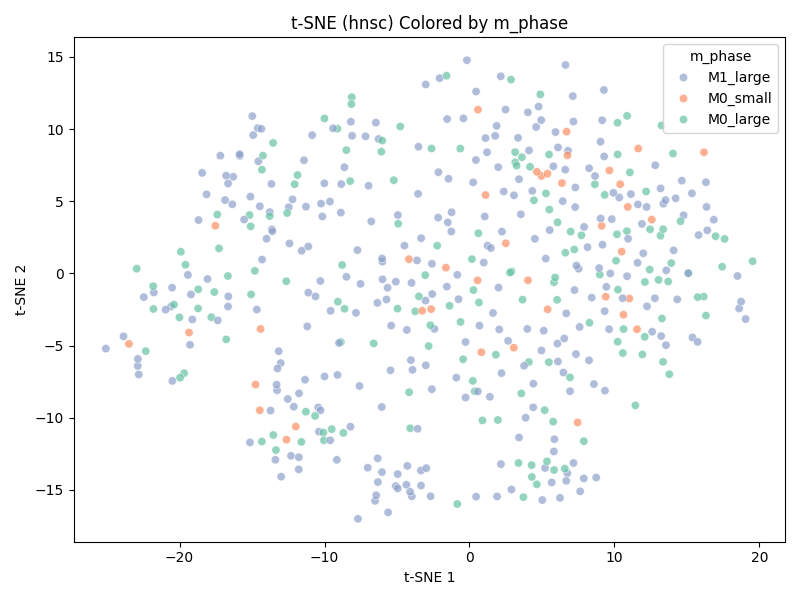 t-SNE (hnsc) Colored by m_phase
m_phase
M1_large
M0_small
M0_large
15
10
5
0
−5
−10
−15
t-SNE 2
−20
−10
0
10
20
t-SNE 1